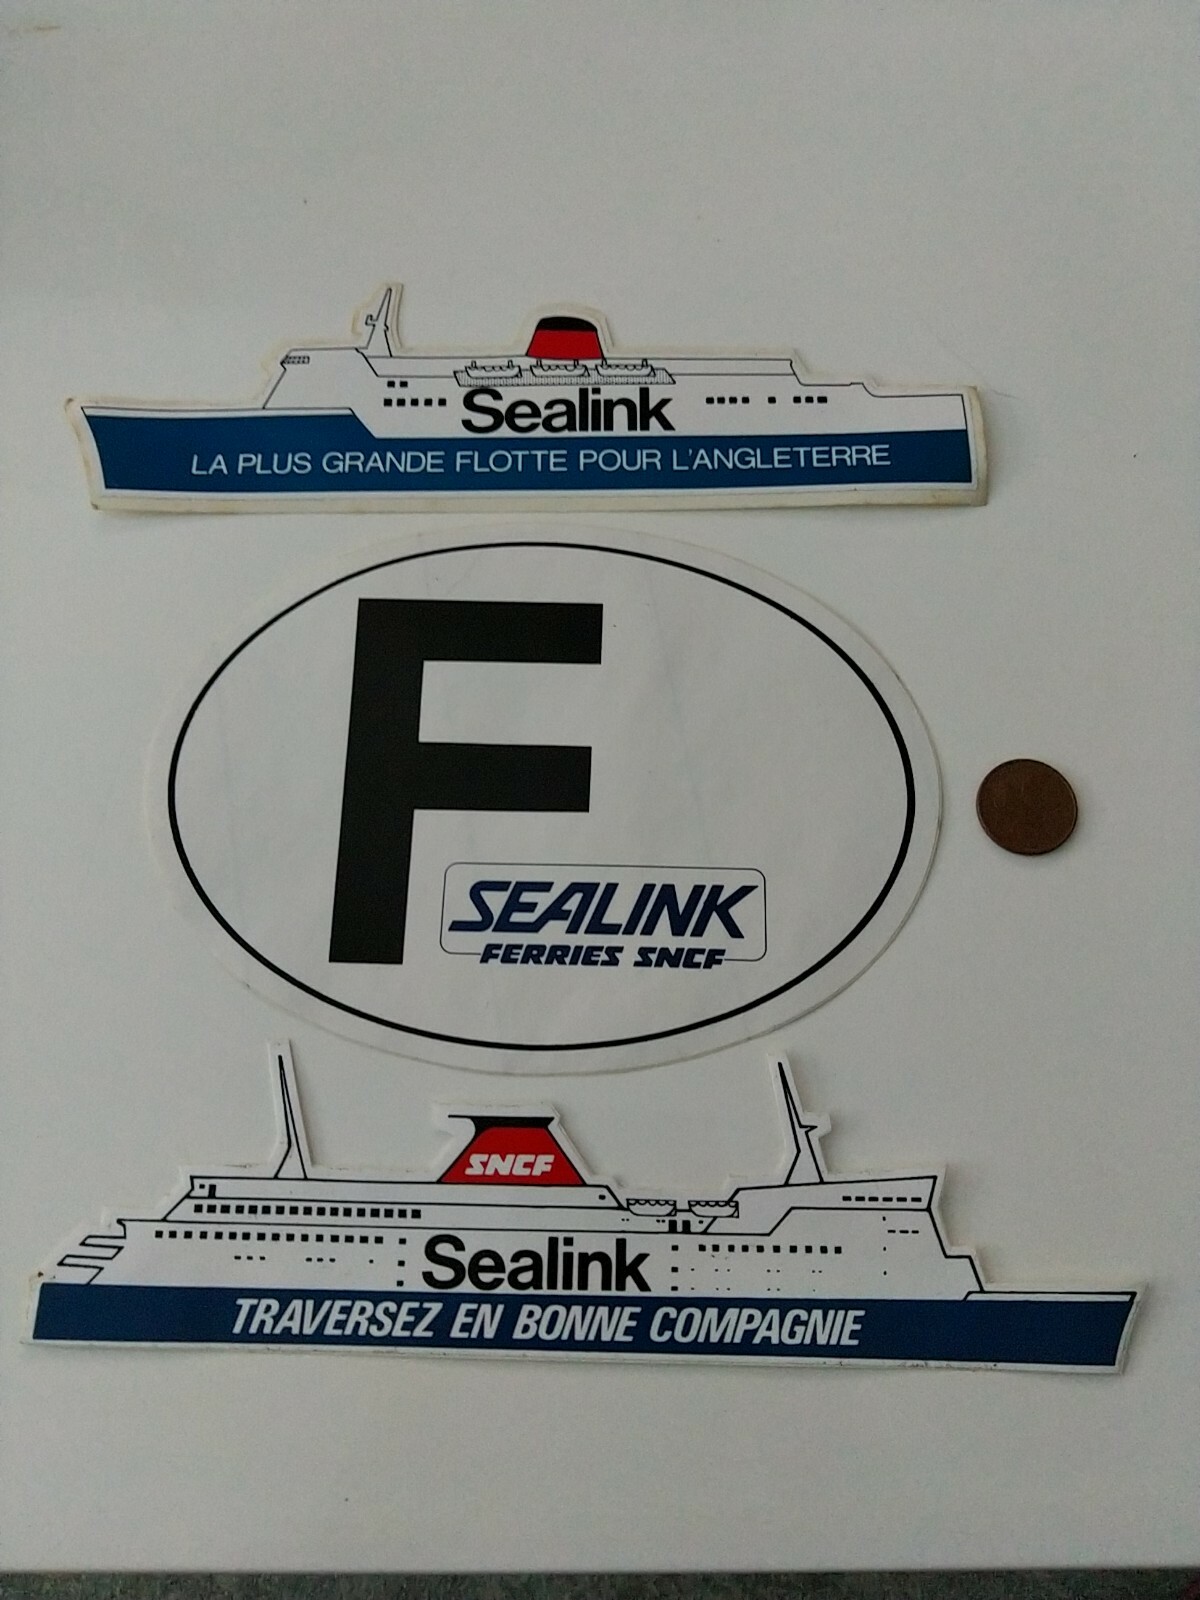 Sealink
LA PLUS GRANDE FLOTTE POUR L'ANGLETERRE
F
SEALINK
FERRIES SNCF
SNCF
Sealink
TRAVERSEZ EN BONNE COMPAGNIE